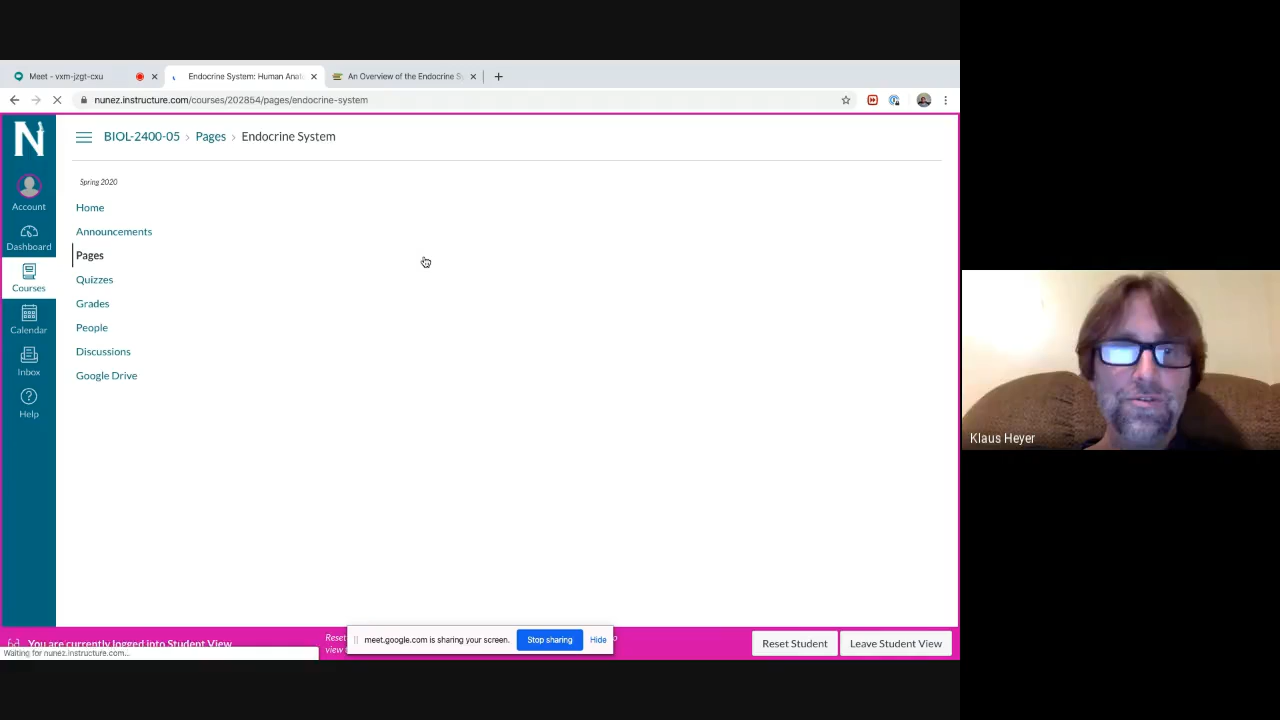 Meet - vxm-jzgt-cxu
Endocrine System: Human Anat
An Overview of the Endocrine S
nunez.instructure.com/courses/202854/pages/endocrine-system
N
BIOL-2400-05 > Pages > Endocrine System
Spring 2020
Home
Announcements
Pages
Quizzes
Grades
People
Discussions
Google Drive
Account
Dashboard
Courses
Calendar
Inbox
Help
Klaus Heyer
You are currently logged into Student View
Reset
view
meet.google.com is sharing your screen.
Stop sharing
Hide
Reset Student
Leave Student View
Waiting for nunez.instructure.com...